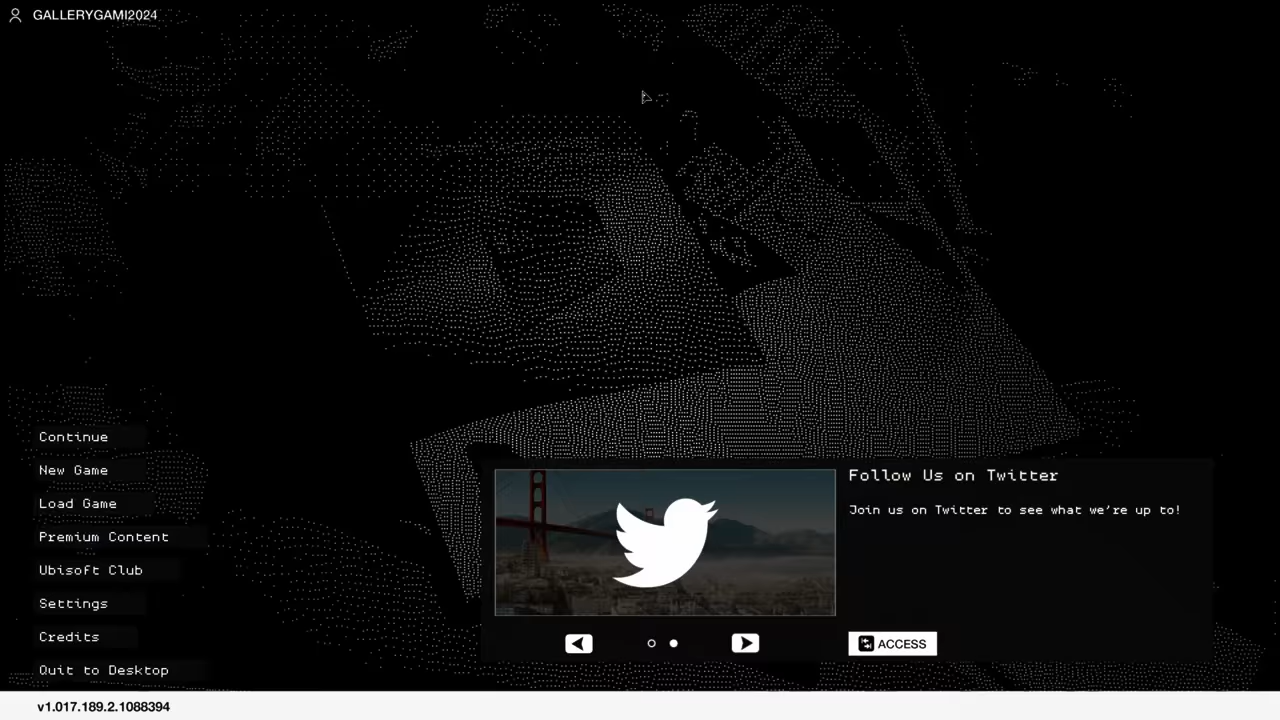 GALLERYGAMI2024
Continue
New Game
Load Game
Premium Content
Ubisoft Club
Settings
Credits
Quit to Desktop
Follow Us on Twitter
Join us on Twitter to see what we're up to!
ACCESS
v1.017.189.2.1088394